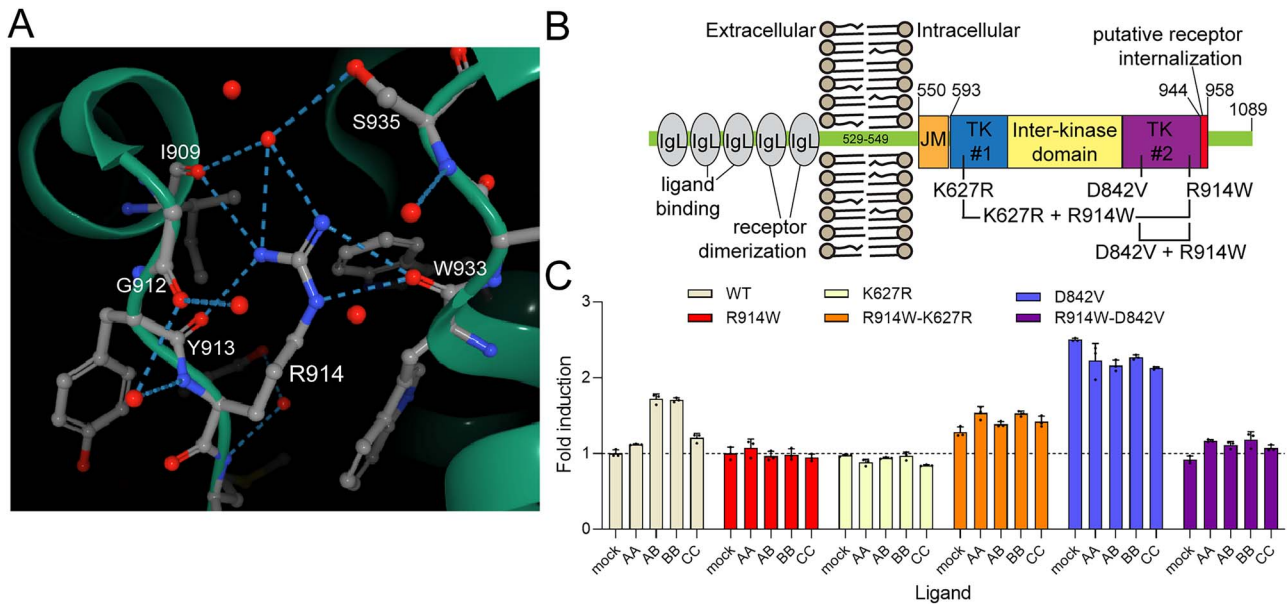 A
S935
I909
G912
W933
Y913
R914
B
Extracellular
Intracellular
putative receptor
internalization
550
593
944
958
1089
IgL
IgL
IgL
IgL
IgL
529-549
JM
TK
#1
Inter-kinase
domain
TK
#2
ligand
binding
receptor
dimerization
K627R
D842V
R914W
K627R + R914W
D842V + R914W
C
WT
K627R
D842V
R914W
R914W-K627R
R914W-D842V
Fold induction
3
2
1
0
mock
AA
AB
BB
CC
mock
AA
AB
BB
CC
mock
AA
AB
BB
CC
mock
AA
AB
BB
CC
mock
AA
AB
BB
CC
mock
AA
AB
BB
CC
Ligand